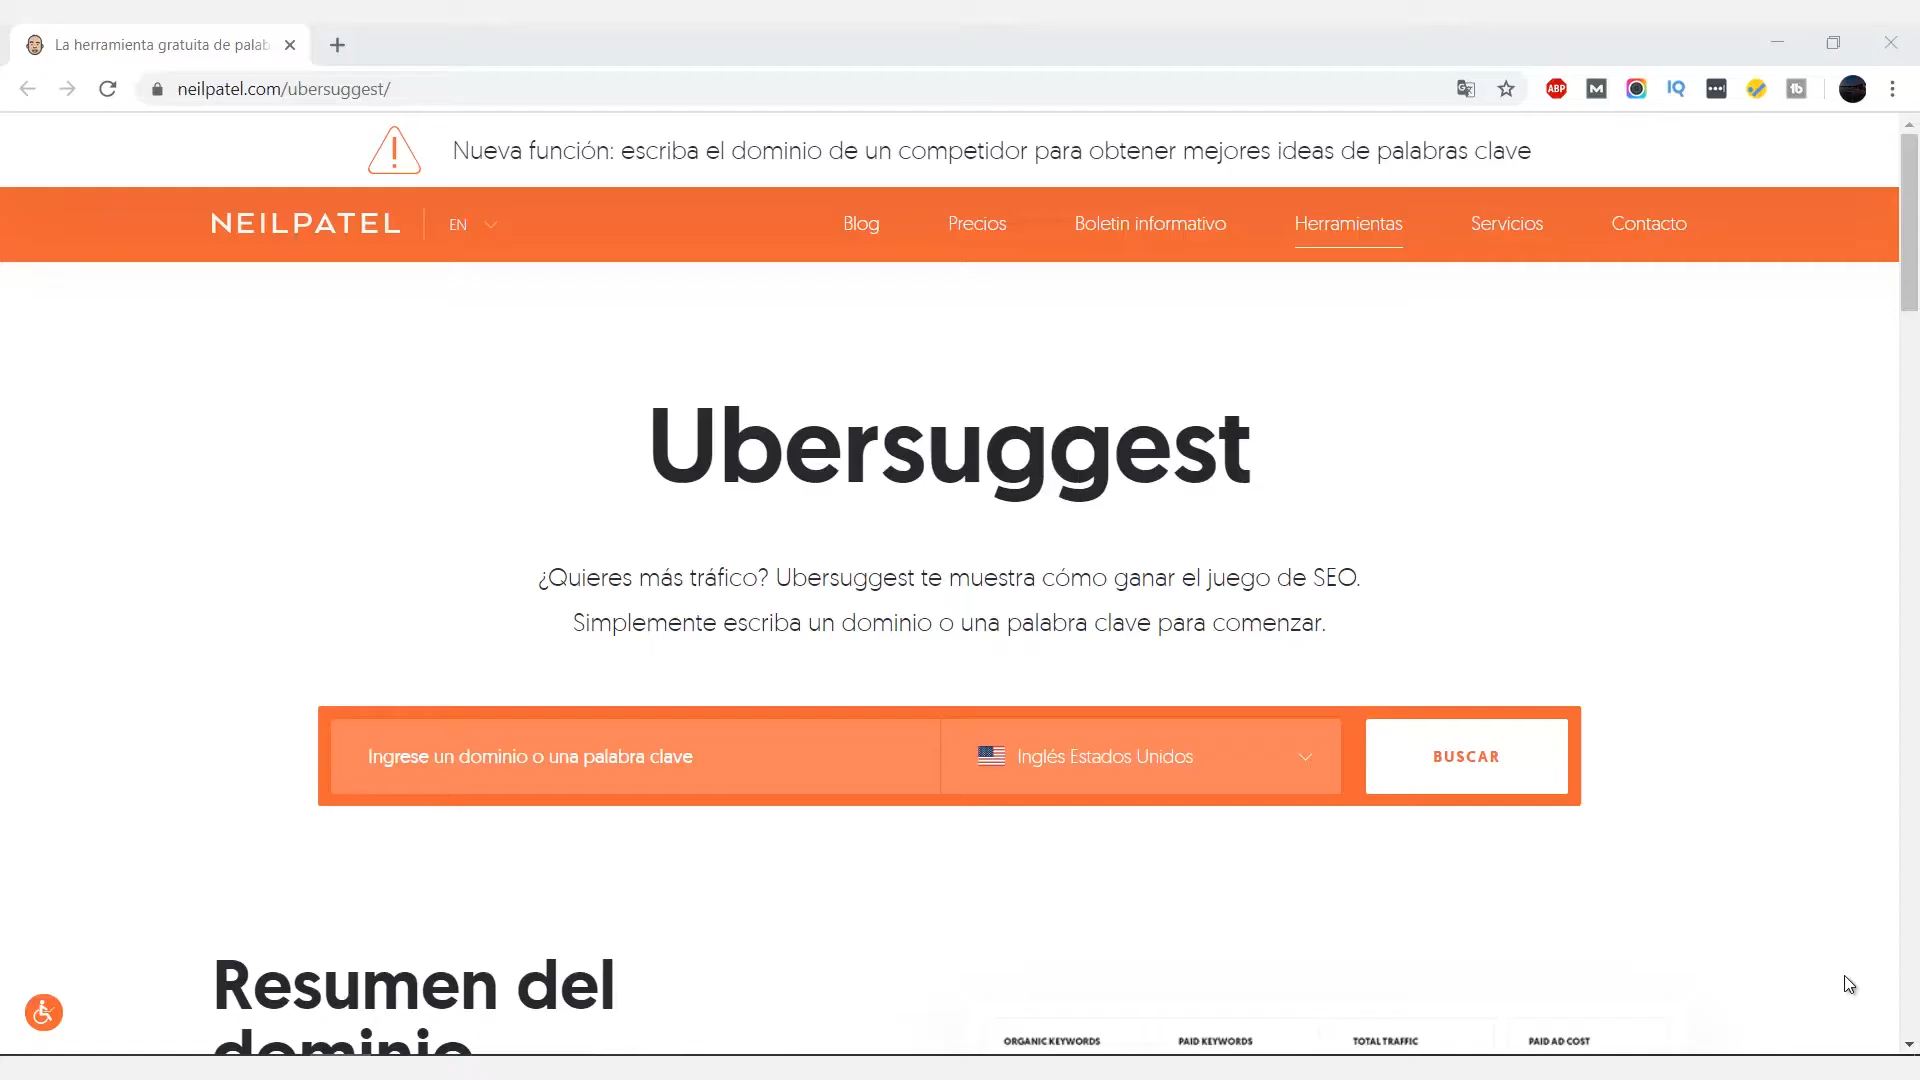 La herramienta gratuita de palab
neilpatel.com/ubersuggest/
ABP
IQ
Nueva función: escriba el dominio de un competidor para obtener mejores ideas de palabras clave
NEILPATEL
EN
Blog
Precios
Boletin informativo
Herramientas
Servicios
Contacto
Ubersuggest
¿Quieres más tráfico? Ubersuggest te muestra cómo ganar el juego de SEO.
Simplemente escriba un dominio o una palabra clave para comenzar.
Ingrese un dominio o una palabra clave
Inglés Estados Unidos
BUSCAR
Resumen del
dominio
ORGANIC KEYWORDS
PAID KEYWORDS
TOTAL TRAFFIC
PAID AD COST